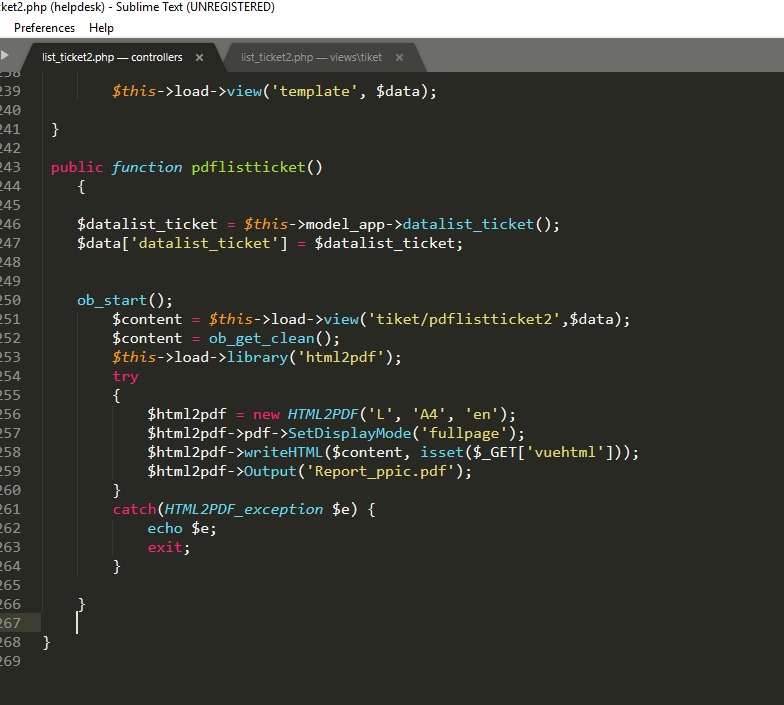 ket2.php (helpdesk) - Sublime Text (UNREGISTERED)
Preferences Help
list_ticket2.php — controllers × list_ticket2.php — views\tiket ×
238
239 $this->load->view('template', $data);
240
241 }
242
243 public function pdflistticket()
244 {
245
246 $datalist_ticket = $this->model_app->datalist_ticket();
247 $data['datalist_ticket'] = $datalist_ticket;
248
249
250 ob_start();
251 $content = $this->load->view('tiket/pdflistticket2',$data);
252 $content = ob_get_clean();
253 $this->load->library('html2pdf');
254 try
255 {
256 $html2pdf = new HTML2PDF('L', 'A4', 'en');
257 $html2pdf->pdf->SetDisplayMode('fullpage');
258 $html2pdf->writeHTML($content, isset($_GET['vuehtml']));
259 $html2pdf->Output('Report_ppic.pdf');
260 }
261 catch(HTML2PDF_exception $e) {
262 echo $e;
263 exit;
264 }
265
266 }
267
268 }
269